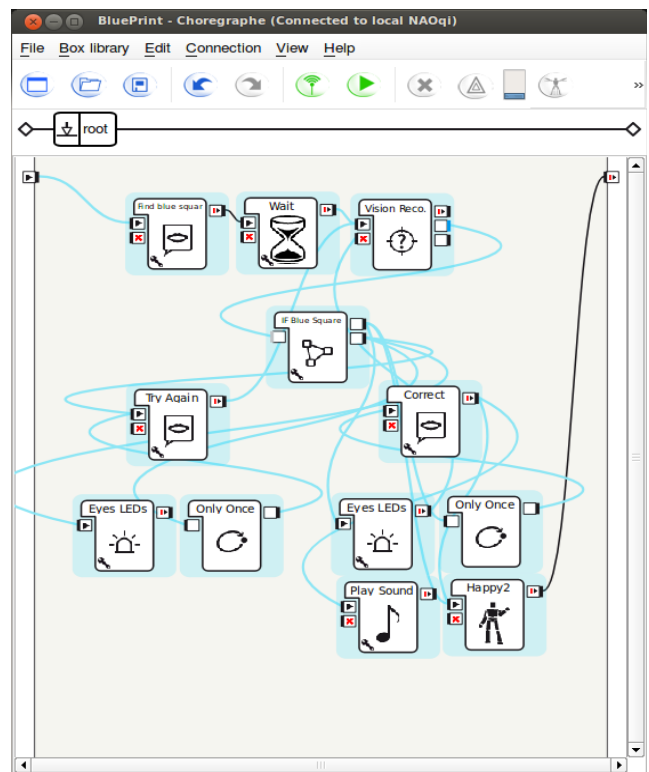 BluePrint - Choregraphe (Connected to local NAOqi)
File Box library Edit Connection View Help
»
root
Find blue squar
Wait
Vision Reco.
IF Blue Square
Try Again
Correct
Eyes LEDs
Only Once
Eyes LEDs
Only Once
Play Sound
Happy2